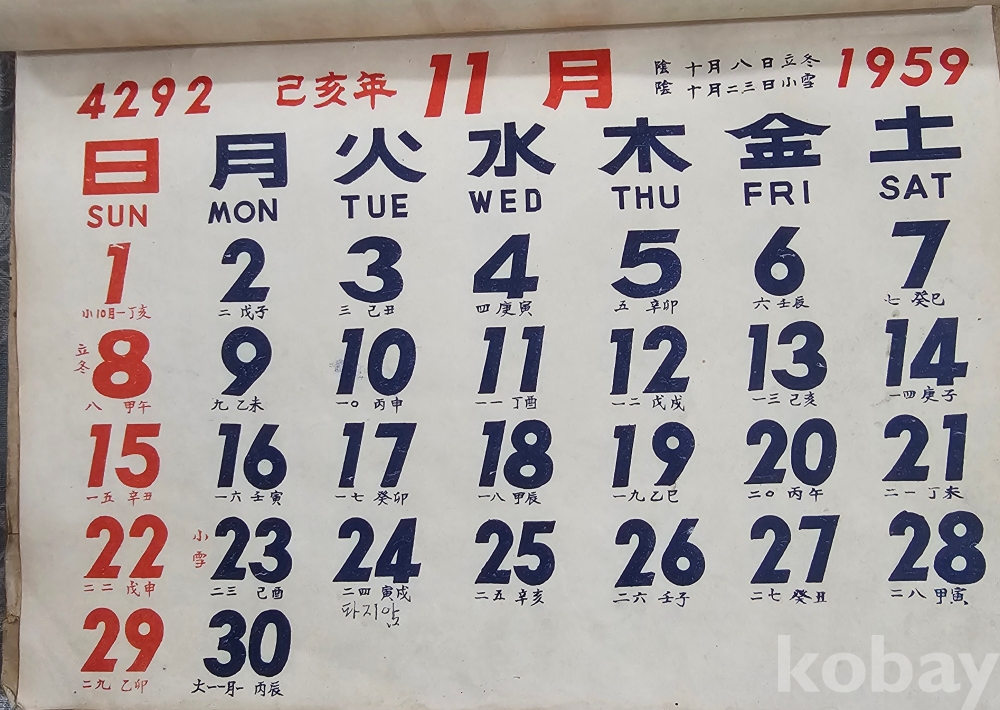 4292 己亥年 11月 陰 十月 八 日 立冬 1959
陰 十月 二三日 小雪
日 月 火 水 木 金 土
SUN MON TUE WED THU FRI SAT
1 2 3 4 5 6 7
小10月一丁亥 二 戊子 三 己丑 四 庚寅 五 辛卯 六 壬辰 七 癸巳
立冬 8 9 10 11 12 13 14
八 甲午 九 乙未 一〇 丙申 一一 丁酉 一二 戊戌 一三 己亥 一四 庚子
15 16 17 18 19 20 21
一五 辛丑 一六 壬寅 一七 癸卯 一八 甲辰 一九 乙巳 二〇 丙午 二一 丁未
22 小雪 23 24 25 26 27 28
二二 戊申 二三 己酉 二四 寅戌 二五 辛亥 二六 壬子 二七 癸丑 二八 甲寅
타지암
29 30
二九 乙卯 大一一月一 丙辰
kobay